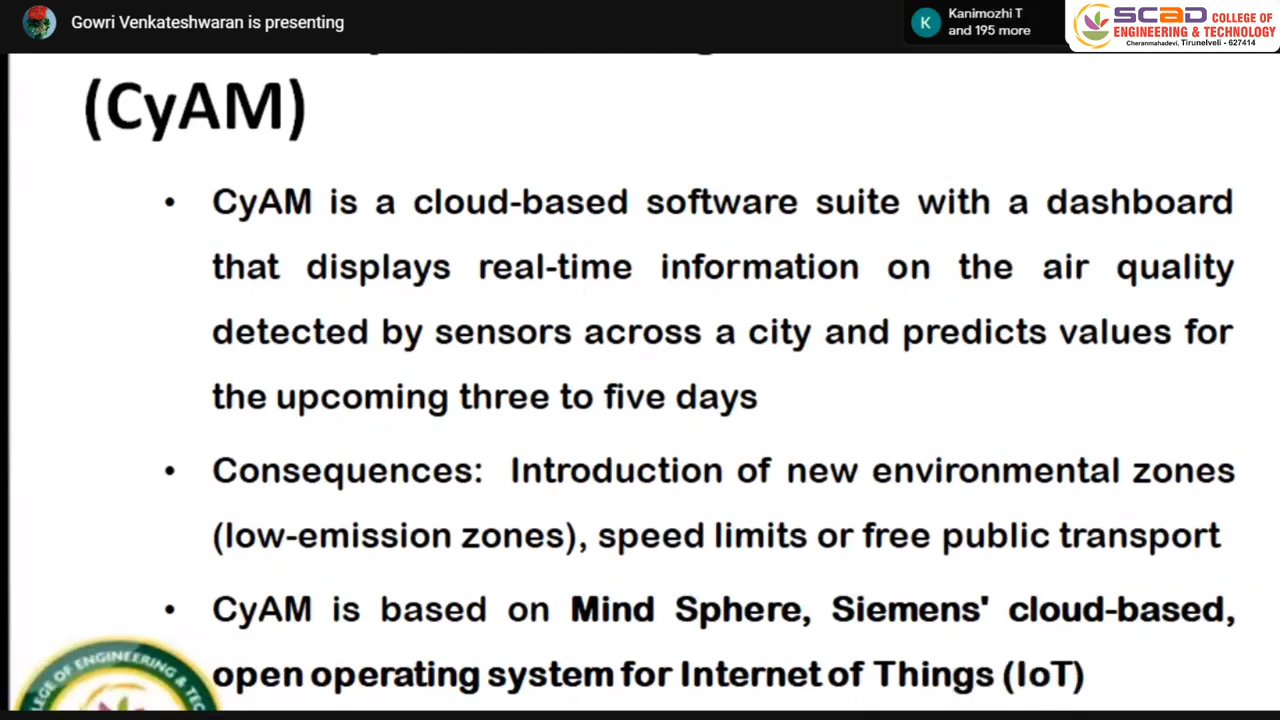 Gowri Venkateshwaran is presenting
K
Kanimozhi T
and 195 more
SCAD COLLEGE OF
ENGINEERING & TECHNOLOGY
Cheranmahadevi, Tirunelveli - 627414
(CyAM)
• CyAM is a cloud-based software suite with a dashboard
that displays real-time information on the air quality
detected by sensors across a city and predicts values for
the upcoming three to five days
• Consequences: Introduction of new environmental zones
(low-emission zones), speed limits or free public transport
• CyAM is based on Mind Sphere, Siemens' cloud-based,
open operating system for Internet of Things (IoT)
OF ENGINEERING &